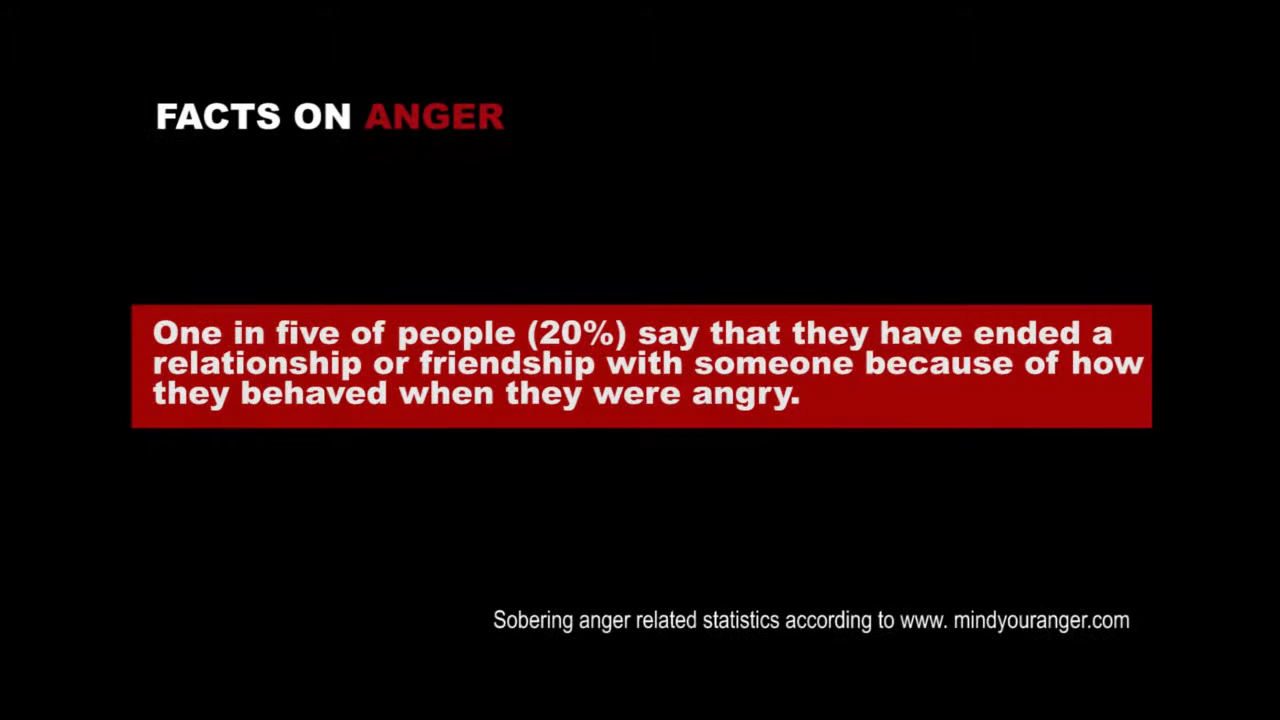 FACTS ON ANGER
One in five of people (20%) say that they have ended a
relationship or friendship with someone because of how
they behaved when they were angry.
Sobering anger related statistics according to www. mindyouranger.com